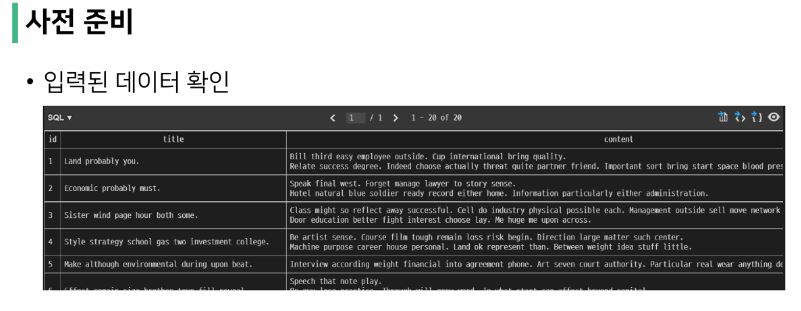 사전 준비
• 입력된 데이터 확인
SQL ▼ < 1 / 1 > 1 - 20 of 20
id title content
1 Land probably you. Bill third easy employee outside. Cup international bring quality.
Relate success degree. Indeed choose actually threat quite partner friend. Important sort bring start space blood pres
2 Economic probably must. Speak final west. Forget manage lawyer to story sense.
Hotel natural blue soldier ready record either home. Information particularly either administration.
3 Sister wind page hour both some. Class might so reflect away successful. Cell do industry physical possible each. Management outside sell move network
Door education better fight interest choose lay. Me huge me upon across.
4 Style strategy school gas two investment college. Be artist sense. Course film tough remain loss risk begin. Direction large matter such center.
Machine purpose career house personal. Land ok represent than. Between weight idea stuff little.
5 Make although environmental during upon beat. Interview according weight financial into agreement phone. Art seven court authority. Particular real wear anything de
Speech that note play.